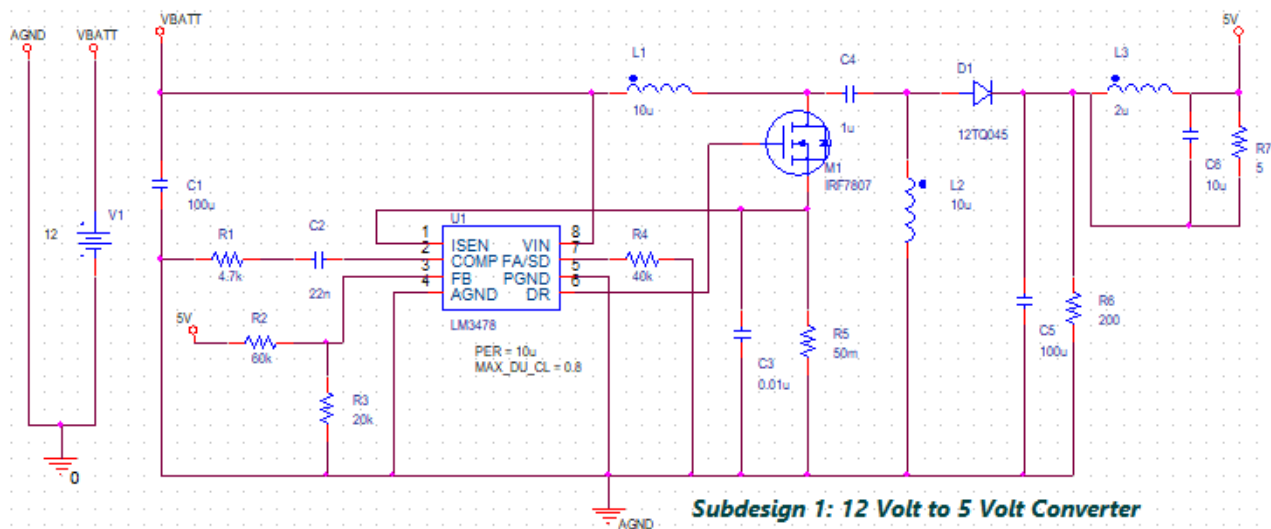 VBATT
5V
AGND
VBATT
L1
10u
C4
1u
D1
12TQ045
L3
2u
M1
IRF7807
C6
10u
R7
5
C1
100u
V1
12
L2
10u
U1
1
2
3
4
ISEN
COMP
FB
AGND
VIN
FA/SD
PGND
DR
8
7
5
6
R1
4.7k
C2
22n
R4
40k
LM3478
PER = 10u
MAX_DU_CL = 0.8
5V
R2
60k
R3
20k
C3
0.01u
R5
50m
C5
100u
R6
200
0
AGND
Subdesign 1: 12 Volt to 5 Volt Converter